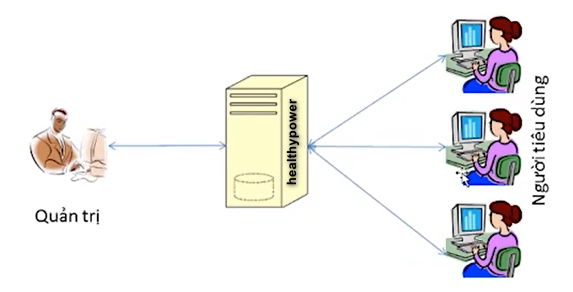 Quản trị
healthypower
Người tiêu dùng